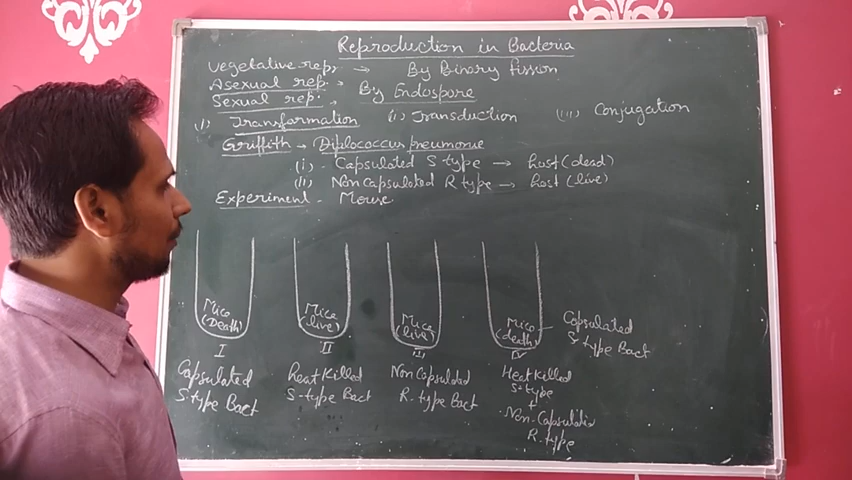 Reproduction in Bacteria
Vegetative rep. → By Binary fission
Asexual rep. → By Endospore
Sexual rep. →
(i) Transformation (ii) Transduction (iii) Conjugation
Griffith → Diplococcus pneumoniae
(i) - Capsulated S type → host (dead)
(ii) Non capsulated R type → host (live)
Experiment - Mouse
Mice (Death)
I
Capsulated
S type Bact
Mice (live)
II
heat Killed
S-type Bact
Mice (live)
III
Non Capsulated
R. type Bact
Mice (death)
IV
Heat Killed
S-type
+
Non-Capsulated
R-type
Capsulated
S type Bact